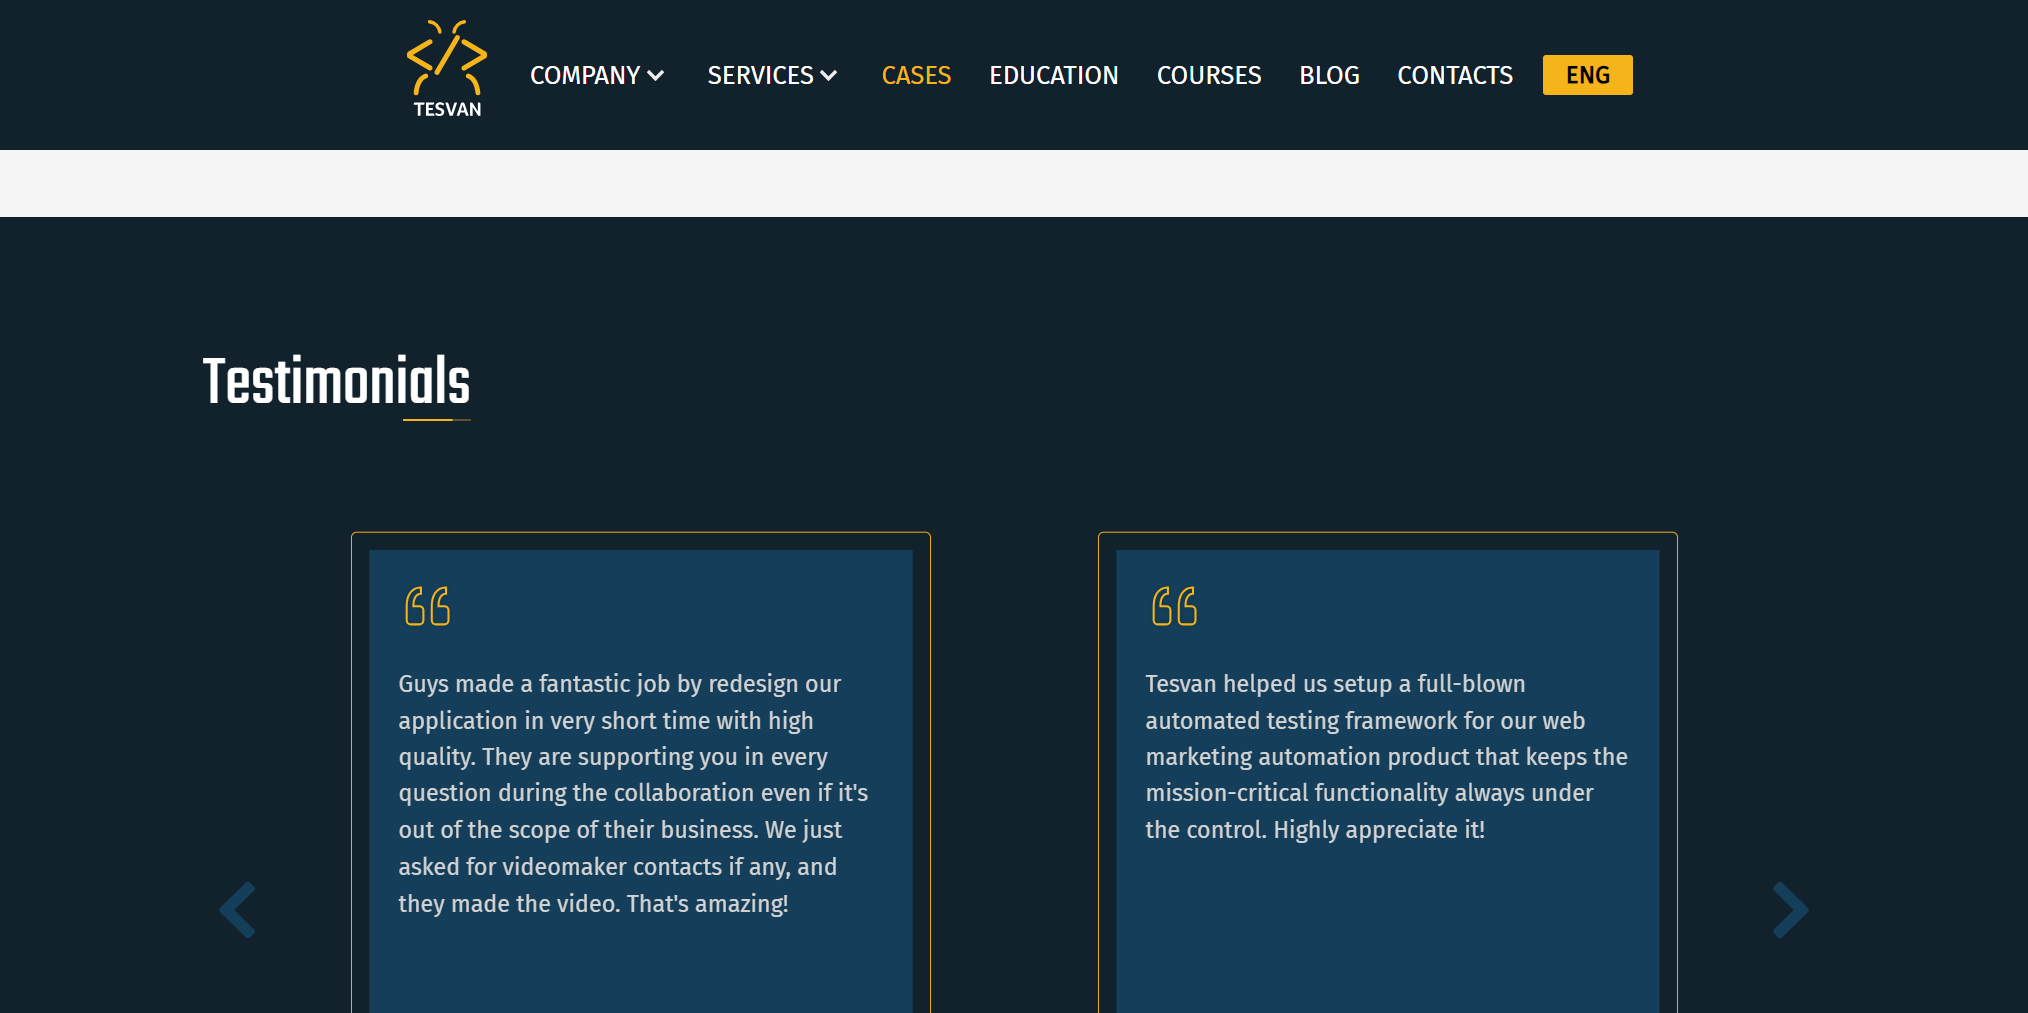 TESVAN
COMPANY
SERVICES
CASES
EDUCATION
COURSES
BLOG
CONTACTS
ENG
Testimonials
Guys made a fantastic job by redesign our
application in very short time with high
quality. They are supporting you in every
question during the collaboration even if it's
out of the scope of their business. We just
asked for videomaker contacts if any, and
they made the video. That's amazing!
Tesvan helped us setup a full-blown
automated testing framework for our web
marketing automation product that keeps the
mission-critical functionality always under
the control. Highly appreciate it!